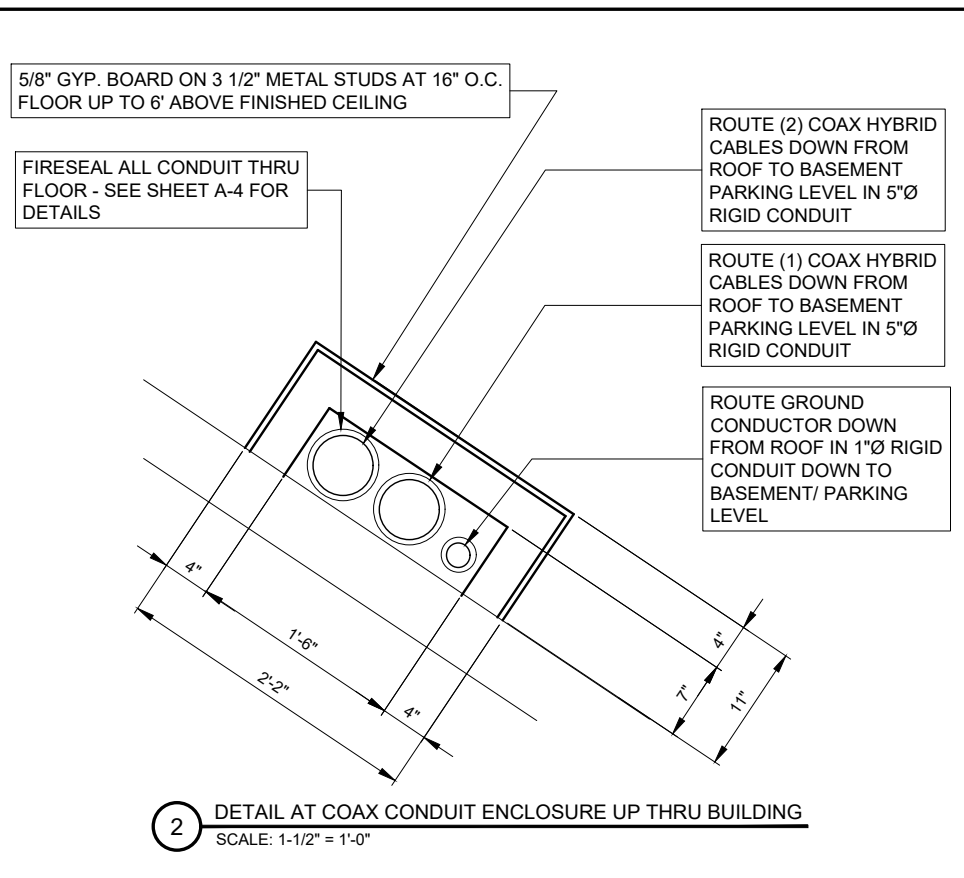 5/8" GYP. BOARD ON 3 1/2" METAL STUDS AT 16" O.C.
FLOOR UP TO 6' ABOVE FINISHED CEILING
FIRESEAL ALL CONDUIT THRU
FLOOR - SEE SHEET A-4 FOR
DETAILS
ROUTE (2) COAX HYBRID
CABLES DOWN FROM
ROOF TO BASEMENT
PARKING LEVEL IN 5"Ø
RIGID CONDUIT
ROUTE (1) COAX HYBRID
CABLES DOWN FROM
ROOF TO BASEMENT
PARKING LEVEL IN 5"Ø
RIGID CONDUIT
ROUTE GROUND
CONDUCTOR DOWN
FROM ROOF IN 1"Ø RIGID
CONDUIT DOWN TO
BASEMENT/ PARKING
LEVEL
4"
1'-6"
2'-2"
4"
4"
7"
11"
2
DETAIL AT COAX CONDUIT ENCLOSURE UP THRU BUILDING
SCALE: 1-1/2" = 1'-0"